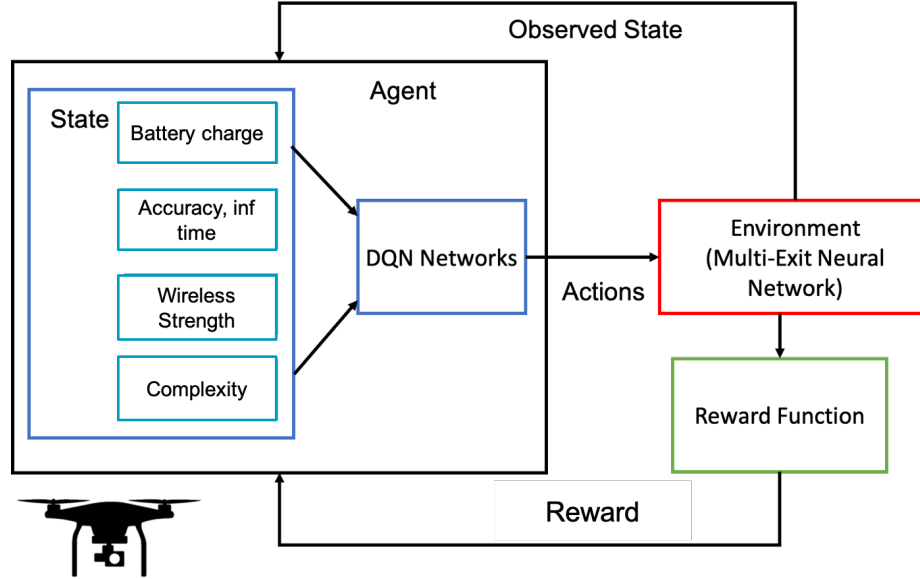 Observed State
Agent
State
Battery charge
Accuracy, inf
time
Wireless
Strength
Complexity
DQN Networks
Actions
Environment
(Multi-Exit Neural
Network)
Reward Function
Reward